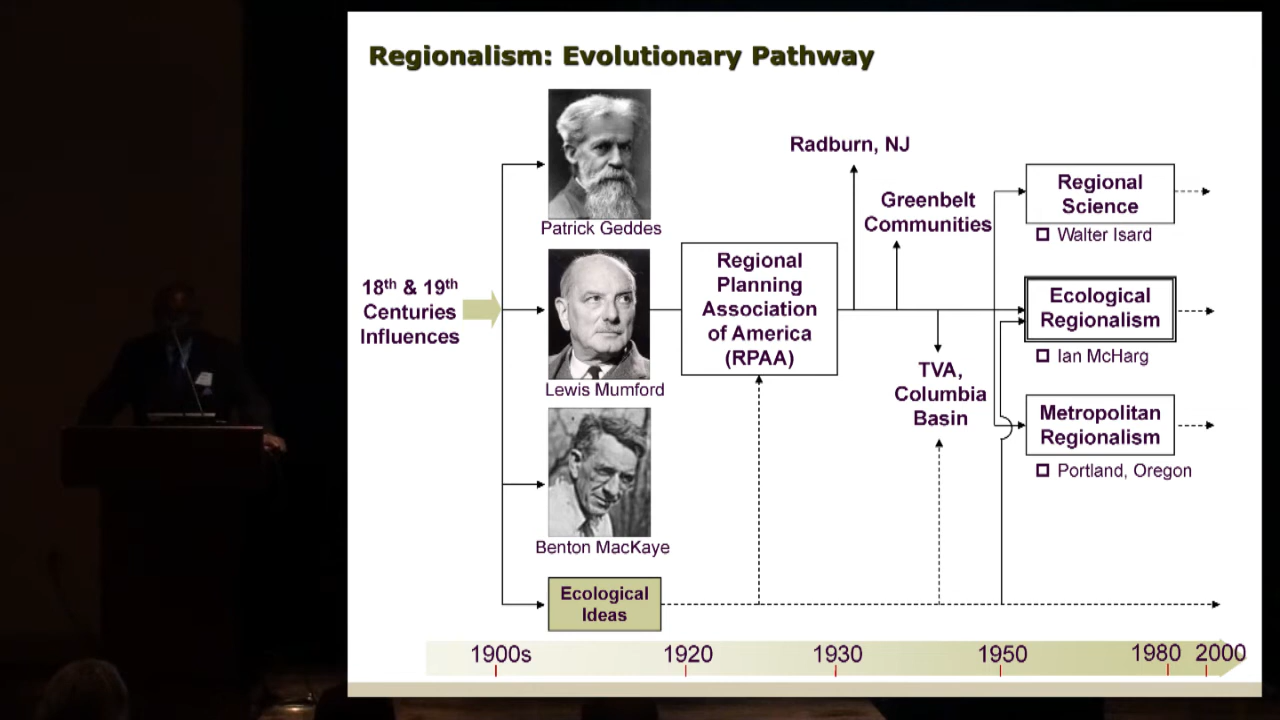 Regionalism: Evolutionary Pathway
Patrick Geddes
Lewis Mumford
Benton MacKaye
18th & 19th
Centuries
Influences
Ecological
Ideas
Regional
Planning
Association
of America
(RPAA)
Radburn, NJ
Greenbelt
Communities
TVA,
Columbia
Basin
Regional
Science
Walter Isard
Ecological
Regionalism
Ian McHarg
Metropolitan
Regionalism
Portland, Oregon
1900s 1920 1930 1950 1980 2000